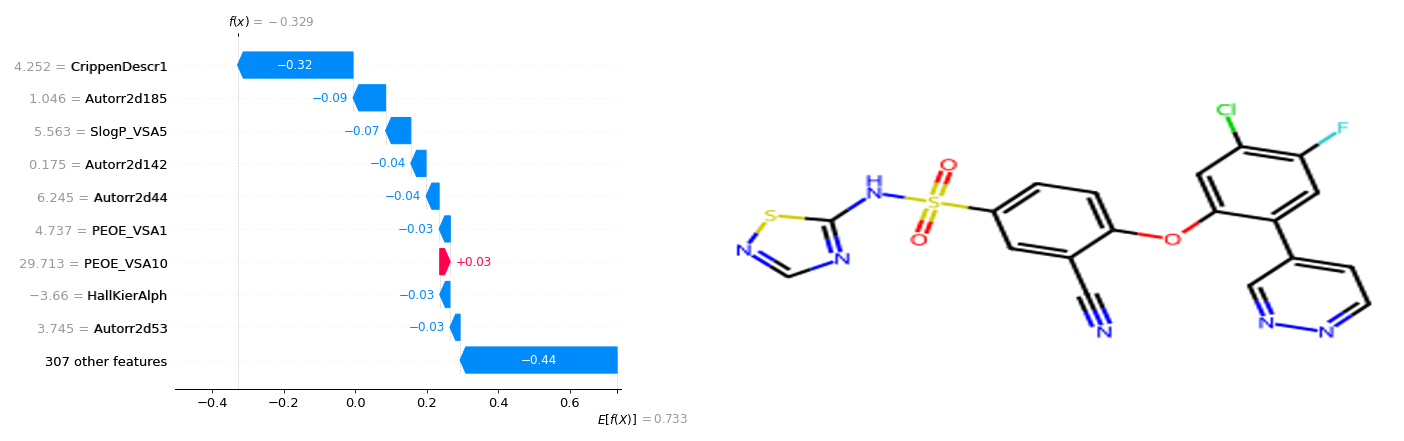 f(x) = −0.329
4.252 = CrippenDescr1
−0.32
1.046 = Autorr2d185
−0.09
5.563 = SlogP_VSA5
−0.07
0.175 = Autorr2d142
−0.04
6.245 = Autorr2d44
−0.04
4.737 = PEOE_VSA1
−0.03
29.713 = PEOE_VSA10
+0.03
−3.66 = HallKierAlph
−0.03
3.745 = Autorr2d53
−0.03
307 other features
−0.44
−0.4 −0.2 0.0 0.2 0.4 0.6
E[f(X)] = 0.733
Cl
F
O
H
N
S
S
O
O
N
N
N
N
N